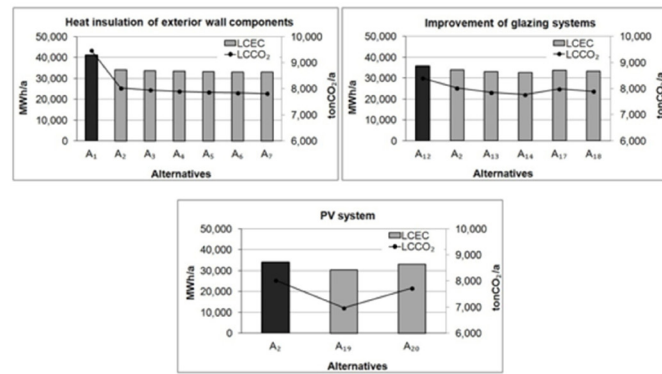 Heat insulation of exterior wall components
50,000
40,000
30,000
20,000
10,000
0
MWh/a
LCEC
LCCO₂
10,000
9,000
8,000
7,000
6,000
tonCO₂/a
A₁ A₂ A₃ A₄ A₅ A₆ A₇
Alternatives
Improvement of glazing systems
50,000
40,000
30,000
20,000
10,000
0
MWh/a
LCEC
LCCO₂
10,000
9,000
8,000
7,000
6,000
tonCO₂/a
A₁₂ A₂ A₁₃ A₁₄ A₁₇ A₁₈
Alternatives
PV system
50,000
40,000
30,000
20,000
10,000
0
MWh/a
LCEC
LCCO₂
10,000
9,000
8,000
7,000
6,000
tonCO₂/a
A₂ A₁₉ A₂₀
Alternatives